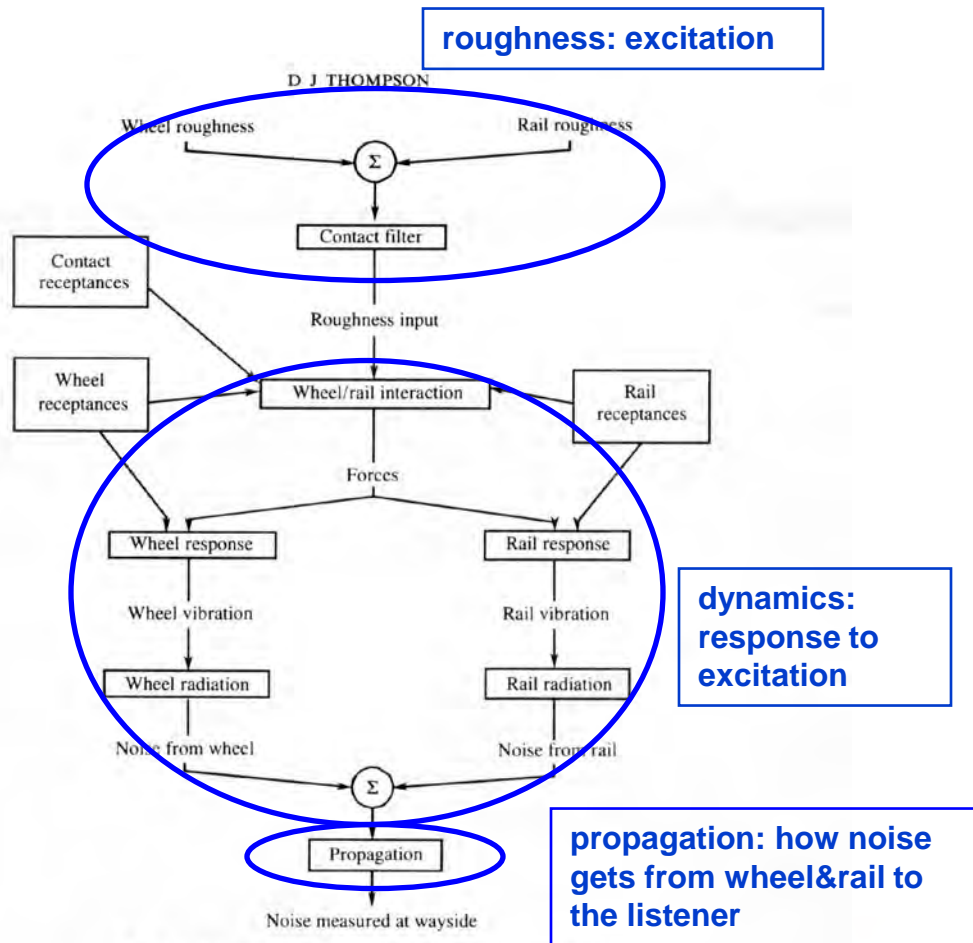 roughness: excitation
D J THOMPSON
Wheel roughness
Rail roughness
Σ
Contact filter
Contact
receptances
Roughness input
Wheel
receptances
Wheel/rail interaction
Rail
receptances
Forces
Wheel response
Rail response
Wheel vibration
Rail vibration
dynamics:
response to
excitation
Wheel radiation
Rail radiation
Noise from wheel
Noise from rail
Σ
Propagation
propagation: how noise
gets from wheel&rail to
the listener
Noise measured at wayside